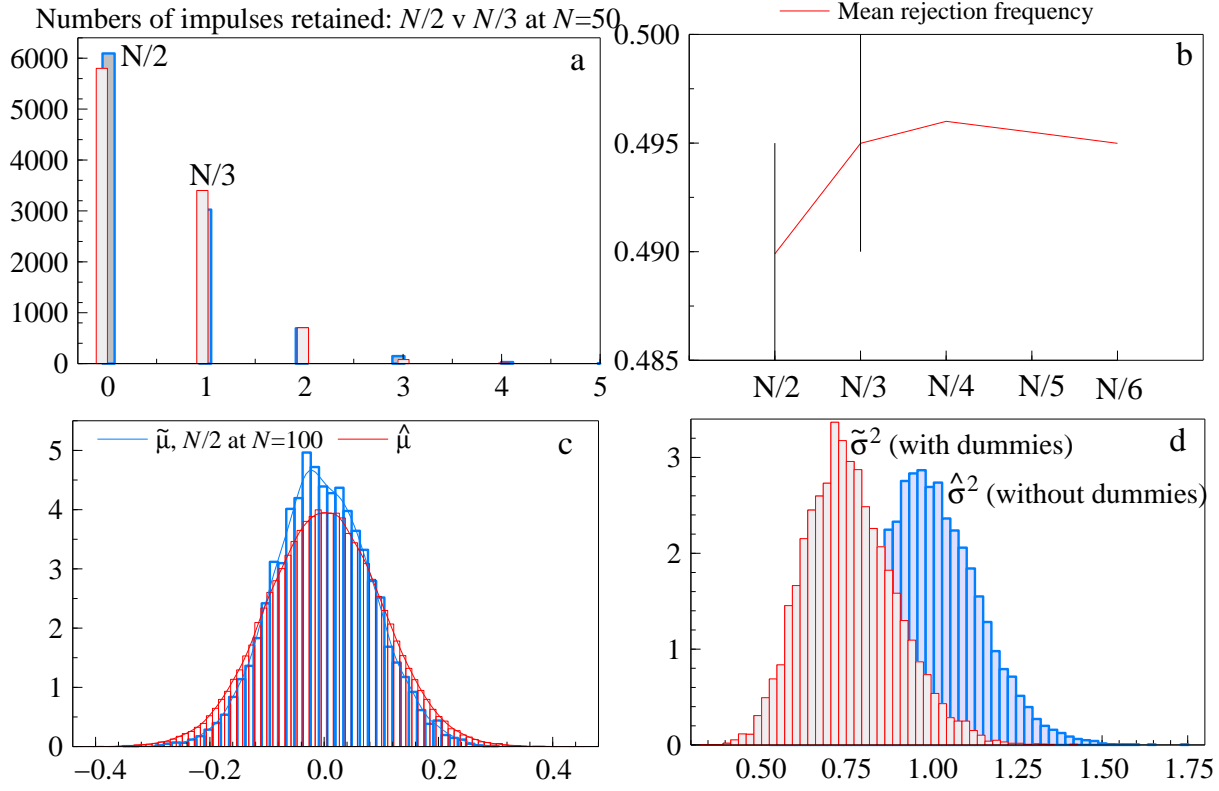 Numbers of impulses retained: N/2 v N/3 at N=50
6000
5000
4000
3000
2000
1000
0
N/2
N/3
a
0 1 2 3 4 5
Mean rejection frequency
0.500
0.495
0.490
0.485
b
N/2 N/3 N/4 N/5 N/6
5
4
3
2
1
0
μ̃, N/2 at N=100
μ̂
c
−0.4 −0.2 0.0 0.2 0.4
3
2
1
0
σ̃² (with dummies)
σ̂² (without dummies)
d
0.50 0.75 1.00 1.25 1.50 1.75